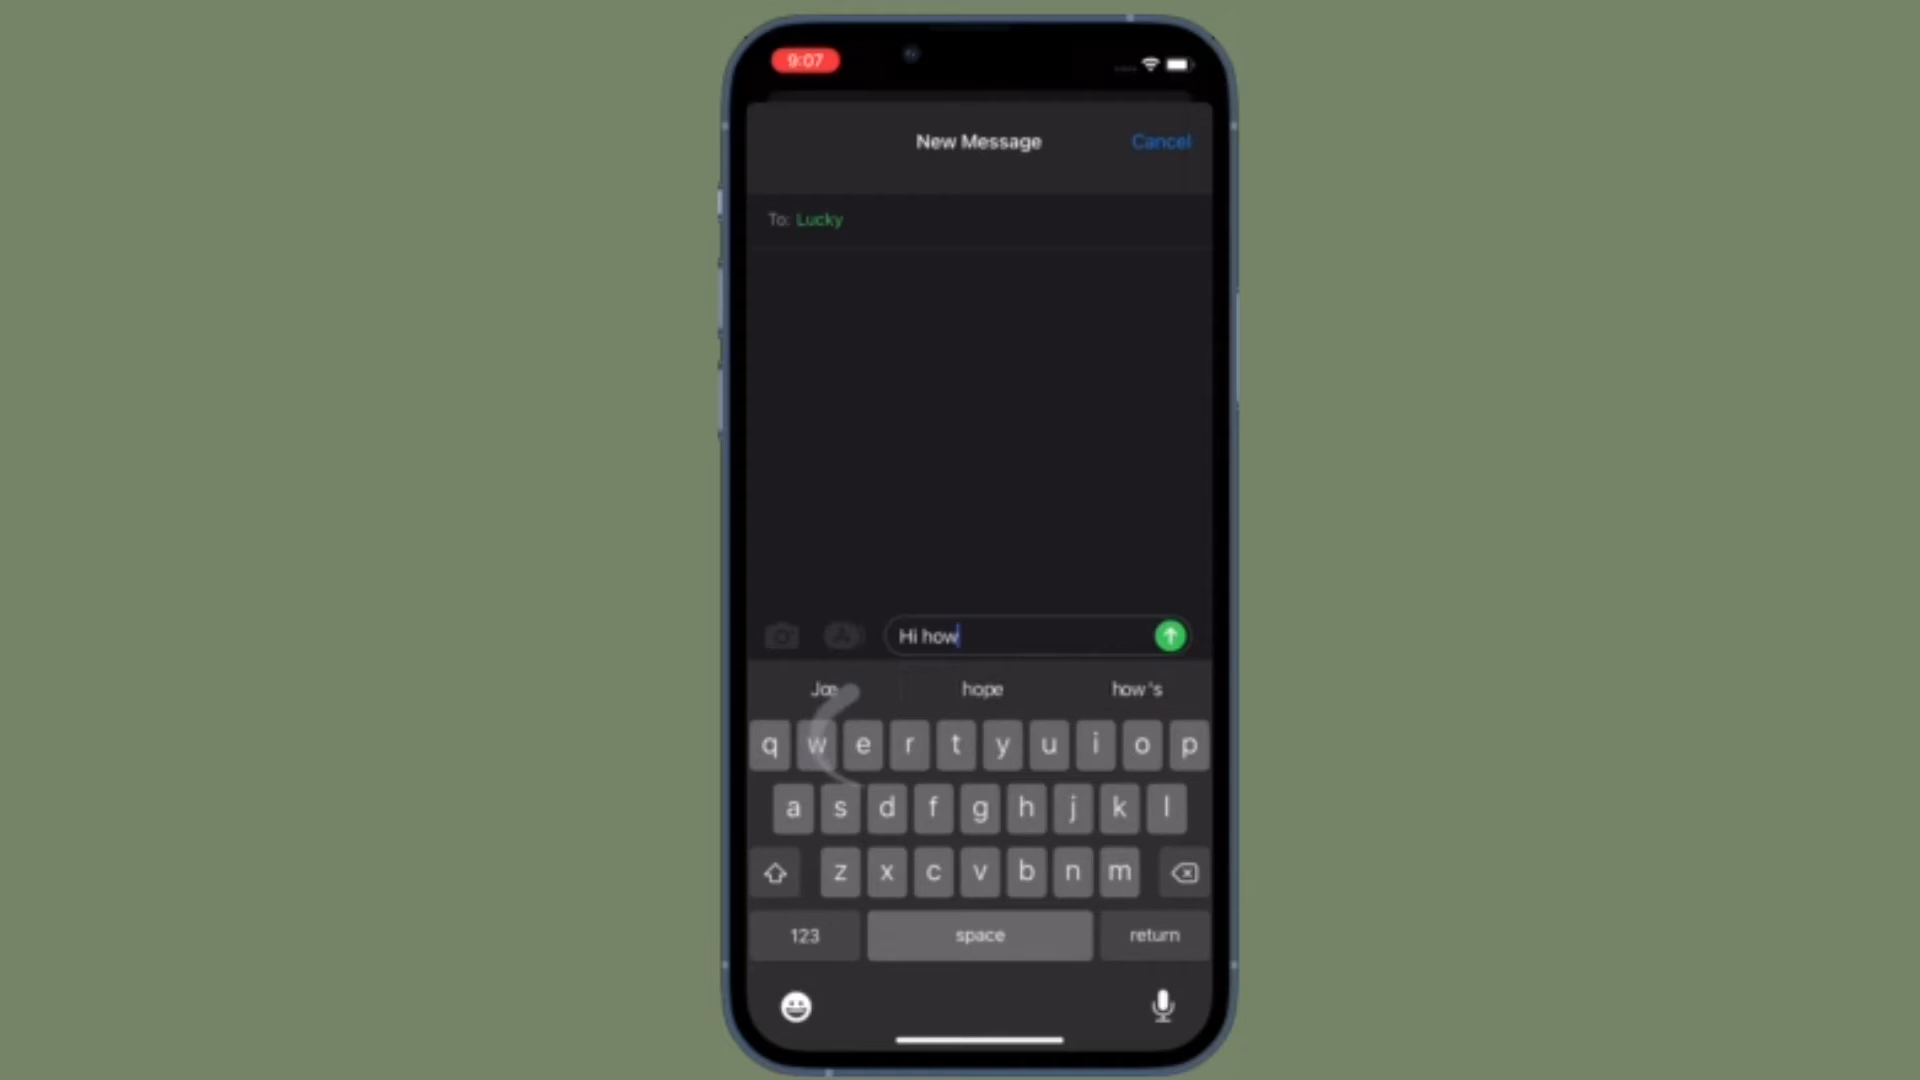 9:07
New Message Cancel
To: Lucky
Hi how
hope how's
q w e r t y u i o p
a s d f g h j k l
z x c v b n m
123 space return